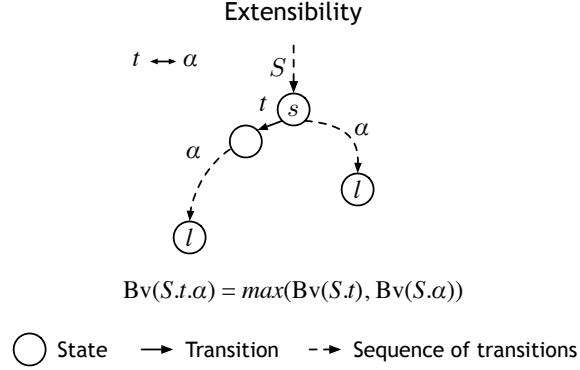 Extensibility
t ↔ α
S
t
s
α
α
l
l
Bv(S.t.α) = max(Bv(S.t), Bv(S.α))
State Transition Sequence of transitions